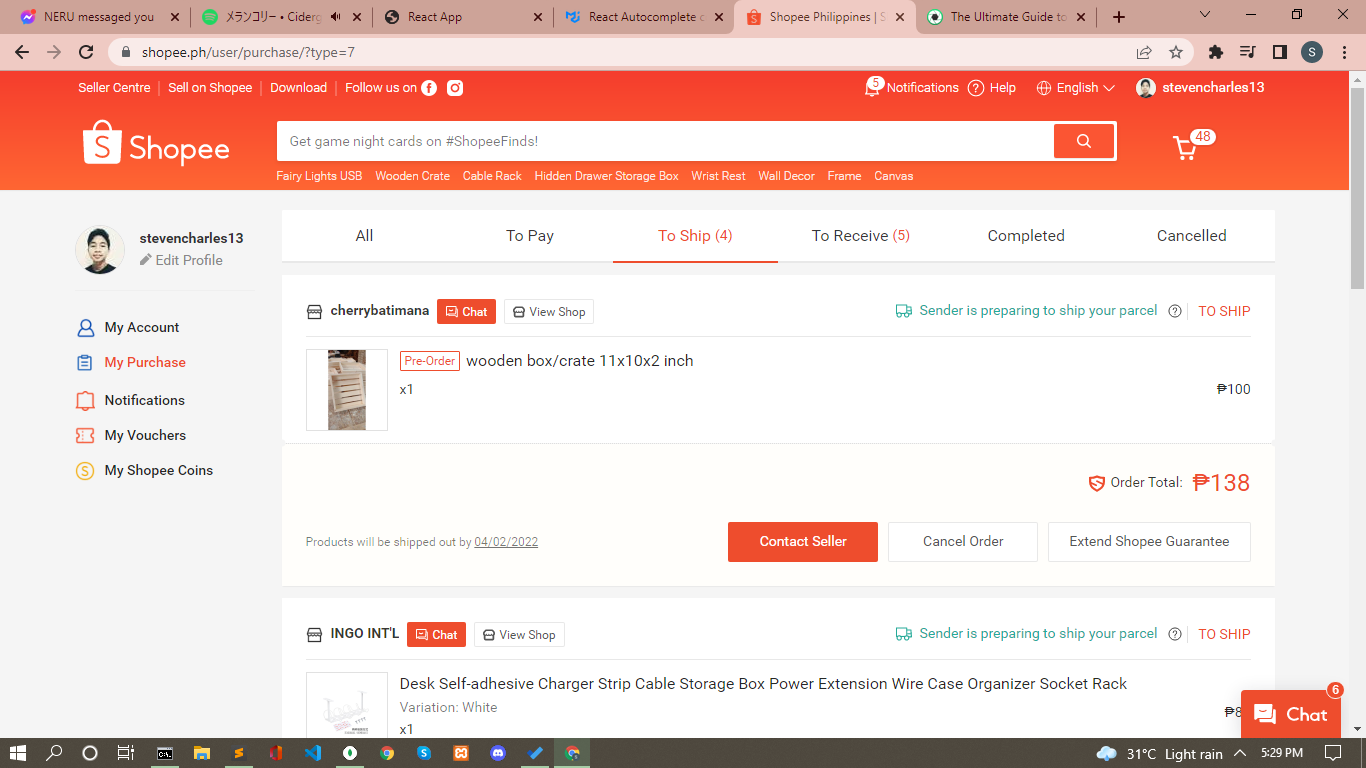 NERU messaged you
メランコリー • Ciderg
React App
React Autocomplete c
Shopee Philippines | S
The Ultimate Guide to
shopee.ph/user/purchase/?type=7
S
Seller Centre
Sell on Shopee
Download
Follow us on
5
Notifications
Help
English
stevencharles13
Shopee
Get game night cards on #ShopeeFinds!
48
Fairy Lights USB
Wooden Crate
Cable Rack
Hidden Drawer Storage Box
Wrist Rest
Wall Decor
Frame
Canvas
stevencharles13
Edit Profile
My Account
My Purchase
Notifications
My Vouchers
My Shopee Coins
All
To Pay
To Ship (4)
To Receive (5)
Completed
Cancelled
cherrybatimana
Chat
View Shop
Sender is preparing to ship your parcel
TO SHIP
Pre-Order
wooden box/crate 11x10x2 inch
x1
₱100
Order Total:
₱138
Products will be shipped out by 04/02/2022
Contact Seller
Cancel Order
Extend Shopee Guarantee
INGO INT'L
Chat
View Shop
Sender is preparing to ship your parcel
TO SHIP
Desk Self-adhesive Charger Strip Cable Storage Box Power Extension Wire Case Organizer Socket Rack
Variation: White
x1
₱8
6
Chat
31°C Light rain
5:29 PM